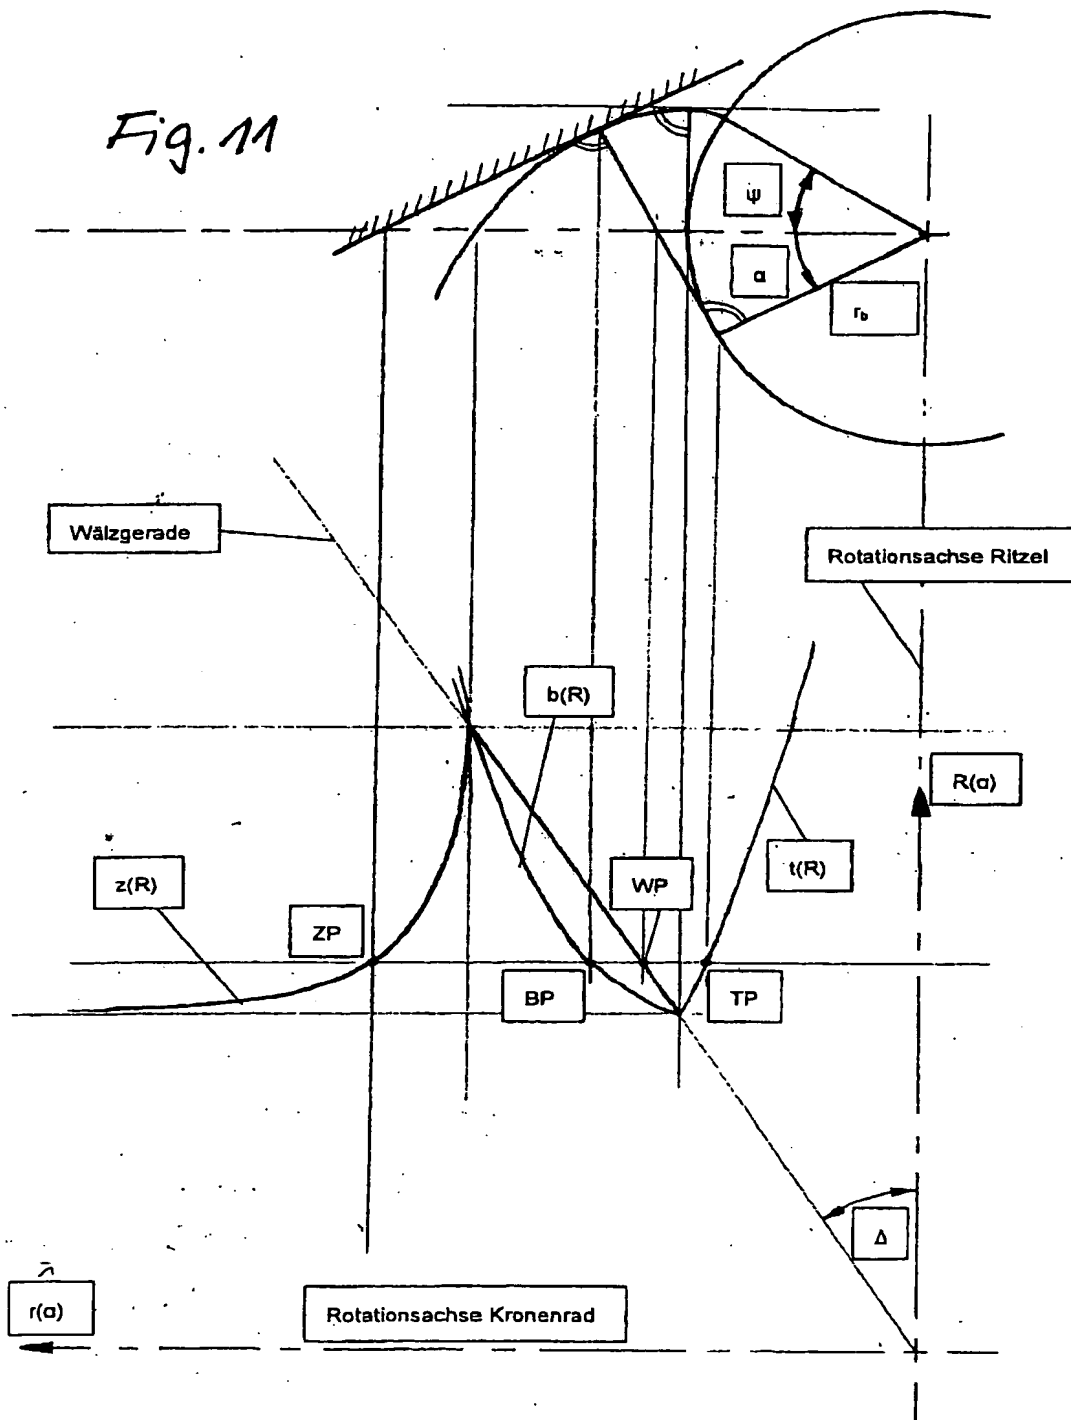 Fig. 11
ψ
α
r_b
Wälzgerade
Rotationsachse Ritzel
b(R)
R(α)
t(R)
WP
z(R)
ZP
BP
TP
Δ
r(α)
Rotationsachse Kronenrad